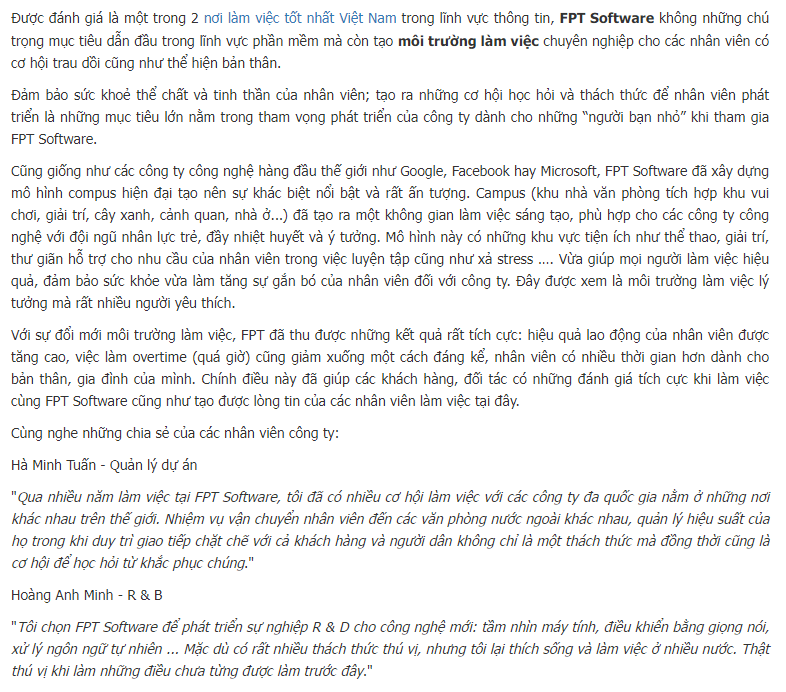 Được đánh giá là một trong 2 nơi làm việc tốt nhất Việt Nam trong lĩnh vực thông tin, FPT Software không những chú
trọng mục tiêu dẫn đầu trong lĩnh vực phần mềm mà còn tạo môi trường làm việc chuyên nghiệp cho các nhân viên có
cơ hội trau dồi cũng như thể hiện bản thân.
Đảm bảo sức khoẻ thể chất và tinh thần của nhân viên; tạo ra những cơ hội học hỏi và thách thức để nhân viên phát
triển là những mục tiêu lớn nằm trong tham vọng phát triển của công ty dành cho những “người bạn nhỏ” khi tham gia
FPT Software.
Cũng giống như các công ty công nghệ hàng đầu thế giới như Google, Facebook hay Microsoft, FPT Software đã xây dựng
mô hình compus hiện đại tạo nên sự khác biệt nổi bật và rất ấn tượng. Campus (khu nhà văn phòng tích hợp khu vui
chơi, giải trí, cây xanh, cảnh quan, nhà ở...) đã tạo ra một không gian làm việc sáng tạo, phù hợp cho các công ty công
nghệ với đội ngũ nhân lực trẻ, đầy nhiệt huyết và ý tưởng. Mô hình này có những khu vực tiện ích như thể thao, giải trí,
thư giãn hỗ trợ cho nhu cầu của nhân viên trong việc luyện tập cũng như xả stress .... Vừa giúp mọi người làm việc hiệu
quả, đảm bảo sức khỏe vừa làm tăng sự gắn bó của nhân viên đối với công ty. Đây được xem là môi trường làm việc lý
tưởng mà rất nhiều người yêu thích.
Với sự đổi mới môi trường làm việc, FPT đã thu được những kết quả rất tích cực: hiệu quả lao động của nhân viên được
tăng cao, việc làm overtime (quá giờ) cũng giảm xuống một cách đáng kể, nhân viên có nhiều thời gian hơn dành cho
bản thân, gia đình của mình. Chính điều này đã giúp các khách hàng, đối tác có những đánh giá tích cực khi làm việc
cùng FPT Software cũng như tạo được lòng tin của các nhân viên làm việc tại đây.
Cùng nghe những chia sẻ của các nhân viên công ty:
Hà Minh Tuấn - Quản lý dự án
"Qua nhiều năm làm việc tại FPT Software, tôi đã có nhiều cơ hội làm việc với các công ty đa quốc gia nằm ở những nơi
khác nhau trên thế giới. Nhiệm vụ vận chuyển nhân viên đến các văn phòng nước ngoài khác nhau, quản lý hiệu suất của
họ trong khi duy trì giao tiếp chặt chẽ với cả khách hàng và người dân không chỉ là một thách thức mà đồng thời cũng là
cơ hội để học hỏi từ khắc phục chúng."
Hoàng Anh Minh - R & B
"Tôi chọn FPT Software để phát triển sự nghiệp R & D cho công nghệ mới: tầm nhìn máy tính, điều khiển bằng giọng nói,
xử lý ngôn ngữ tự nhiên ... Mặc dù có rất nhiều thách thức thú vị, nhưng tôi lại thích sống và làm việc ở nhiều nước. Thật
thú vị khi làm những điều chưa từng được làm trước đây."